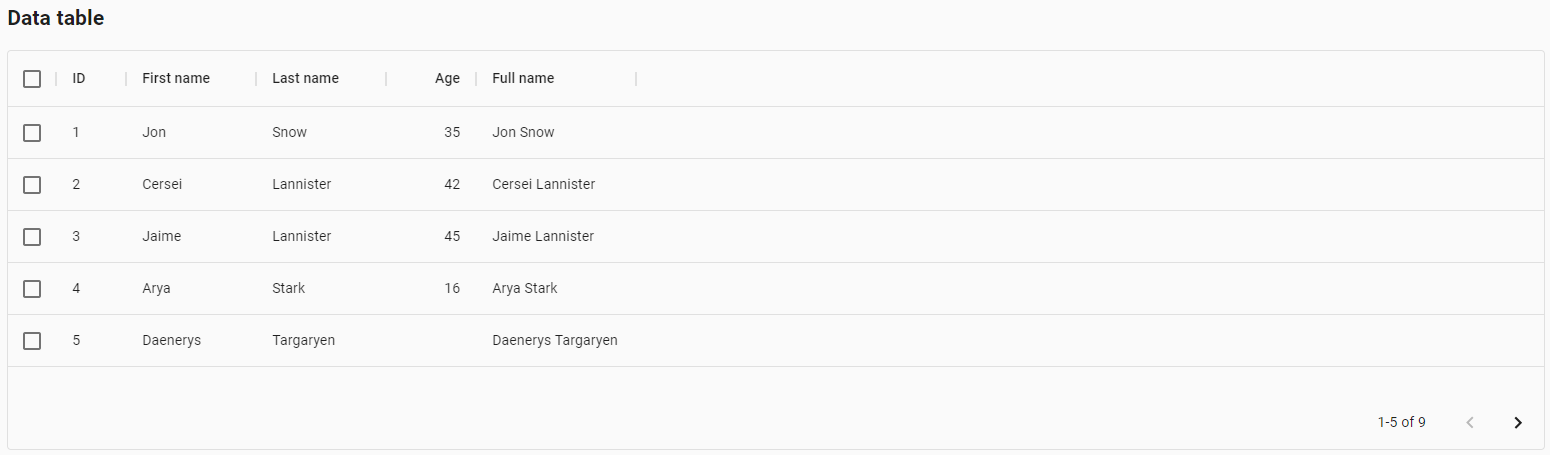 Data table
ID First name Last name Age Full name
1 Jon Snow 35 Jon Snow
2 Cersei Lannister 42 Cersei Lannister
3 Jaime Lannister 45 Jaime Lannister
4 Arya Stark 16 Arya Stark
5 Daenerys Targaryen Daenerys Targaryen
1-5 of 9